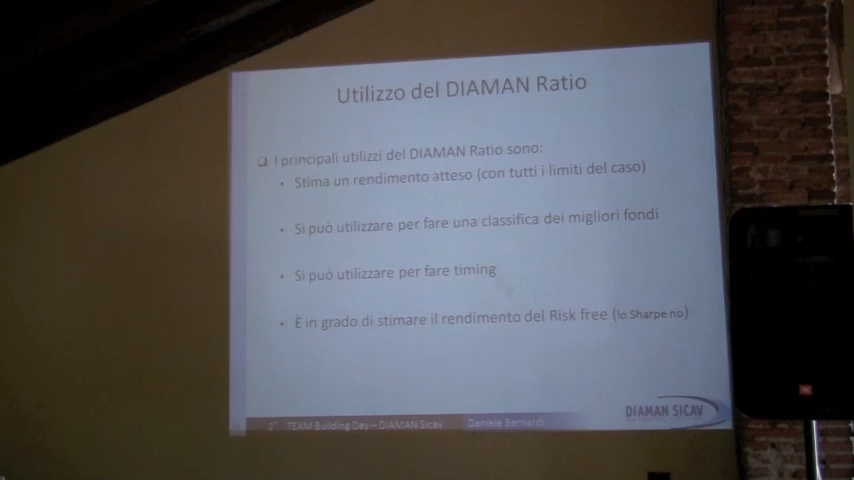 Utilizzo del DIAMAN Ratio
❑ I principali utilizzi del DIAMAN Ratio sono:
• Stima un rendimento atteso (con tutti i limiti del caso)
• Si può utilizzare per fare una classifica dei migliori fondi
• Si può utilizzare per fare timing
• È in grado di stimare il rendimento del Risk free (lo Sharpe no)
DIAMAN SICAV
2° TEAM Building Day – DIAMAN Sicav Daniele Bernardi